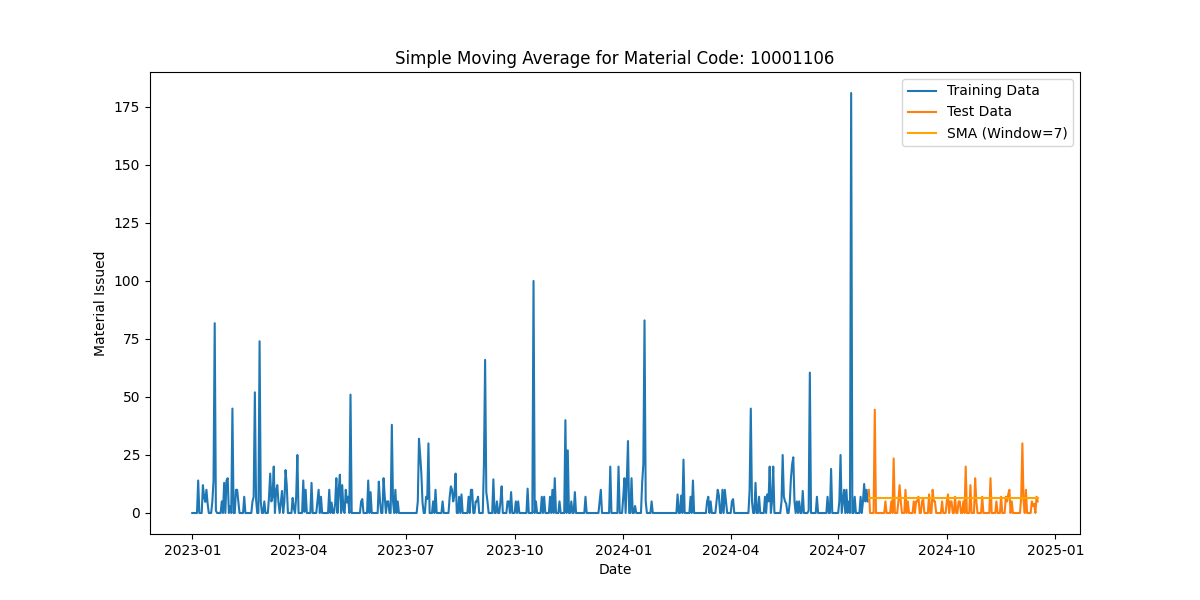 Simple Moving Average for Material Code: 10001106
Training Data
Test Data
SMA (Window=7)
Material Issued
175
150
125
100
75
50
25
0
2023-01 2023-04 2023-07 2023-10 2024-01 2024-04 2024-07 2024-10 2025-01
Date